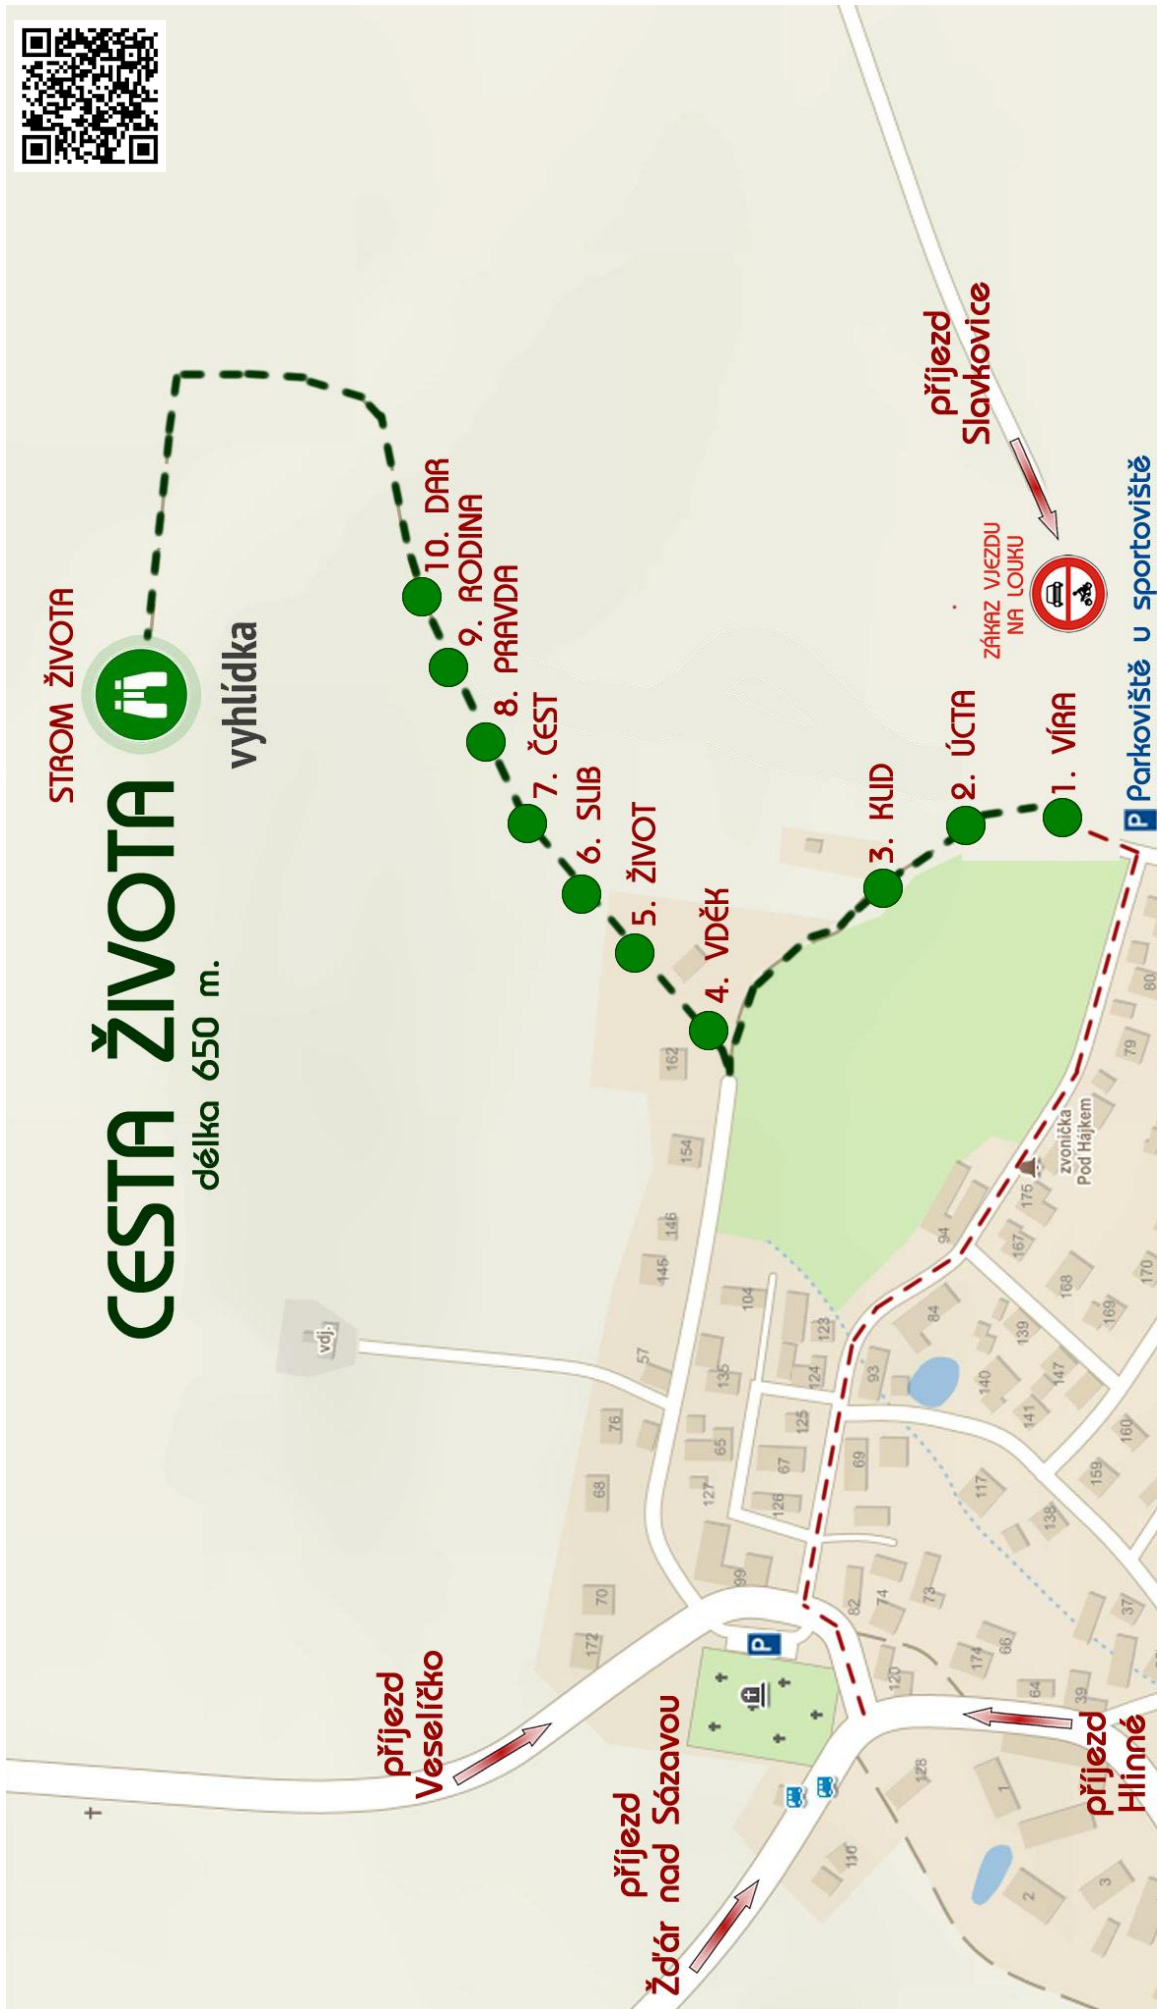 CESTA ŽIVOTA
délka 650 m.
STROM ŽIVOTA
vyhlídka
10. DAR
9. RODINA
8. PRAVDA
7. ČEST
6. SLIB
5. ŽIVOT
4. VDĚK
3. KLID
2. ÚCTA
1. VÍRA
příjezd
Veselíčko
příjezd
Žďár nad Sázavou
příjezd
Hlinné
příjezd
Slavkovice
ZÁKAZ VJEZDU
NA LOUKU
P Parkoviště u sportoviště
P
zvonička
Pod Hájkem
vdj.
172
70
68
76
57
145
146
154
162
99
127
65
135
104
126
67
125
124
123
82
69
93
84
94
74
73
120
174
66
64
39
37
117
138
141
140
139
147
159
160
167
168
169
170
175
79
80
128
110
1
2
3